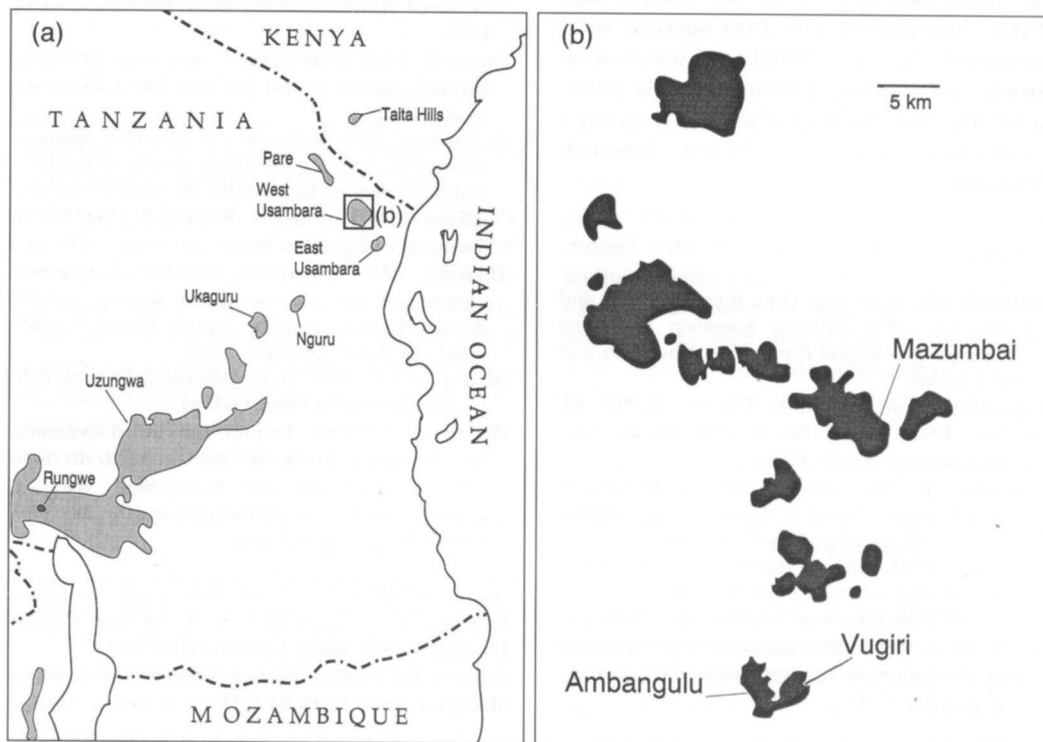 (a)
KENYA
TANZANIA
Taita Hills
Pare
West
Usambara
(b)
East
Usambara
INDIAN OCEAN
Ukaguru
Nguru
Uzungwa
Rungwe
MOZAMBIQUE
(b)
5 km
Mazumbai
Vugiri
Ambangulu